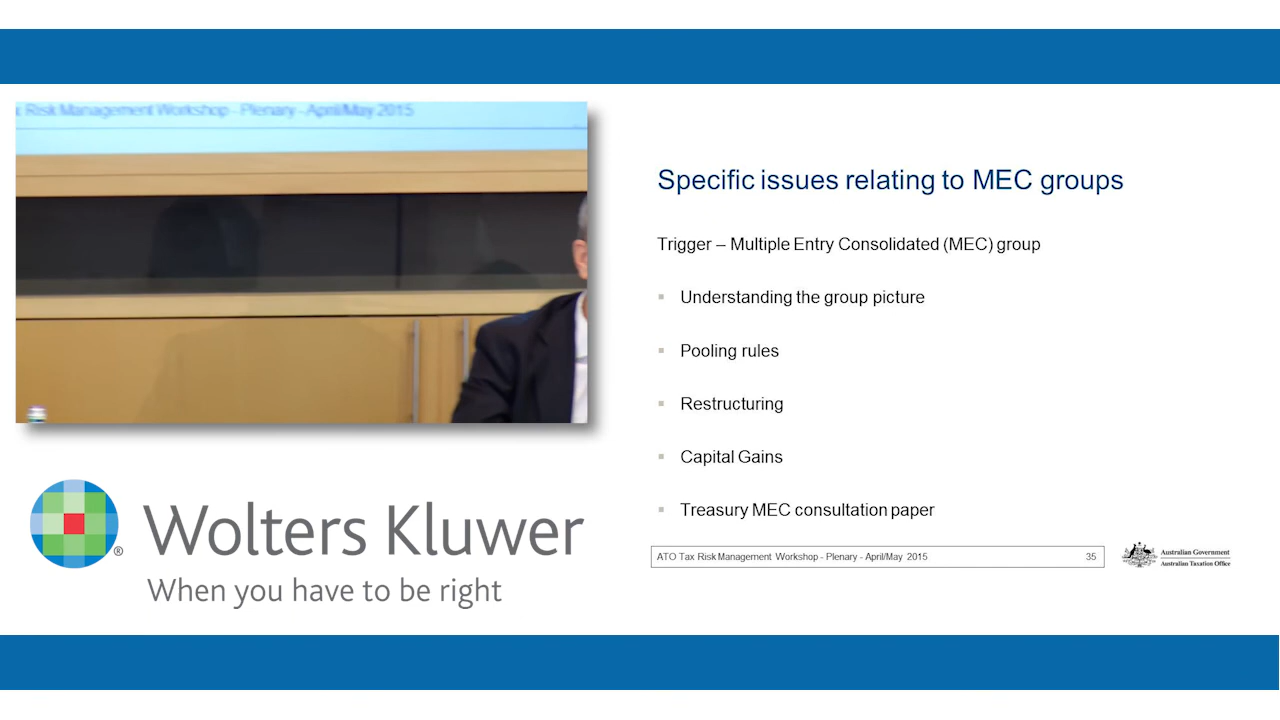 Risk Management Workshop - Plenary - April/May 2015
Specific issues relating to MEC groups
Trigger – Multiple Entry Consolidated (MEC) group
▪ Understanding the group picture
▪ Pooling rules
▪ Restructuring
▪ Capital Gains
▪ Treasury MEC consultation paper
ATO Tax Risk Management Workshop - Plenary - April/May 2015 35
Australian Government
Australian Taxation Office
Wolters Kluwer
®
When you have to be right